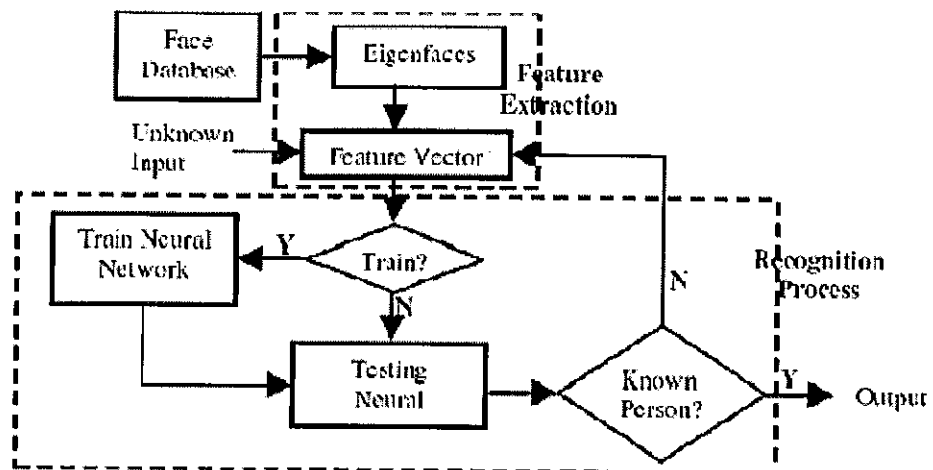 Face
Database
Eigenfaces
Feature
Extraction
Unknown
Input
Feature Vector
Train Neural
Network
Y
Train?
N
Recognition
Process
N
Testing
Neural
Known
Person?
Y
Output